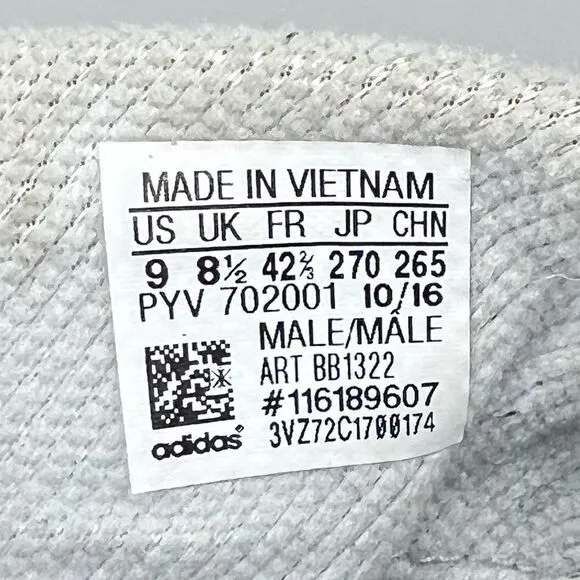 MADE IN VIETNAM
US UK FR JP CHN
9 8½ 42⅔ 270 265
PYV 702001 10/16
MALE/MÂLE
ART BB1322
#116189607
adidas® 3VZ72C1700174